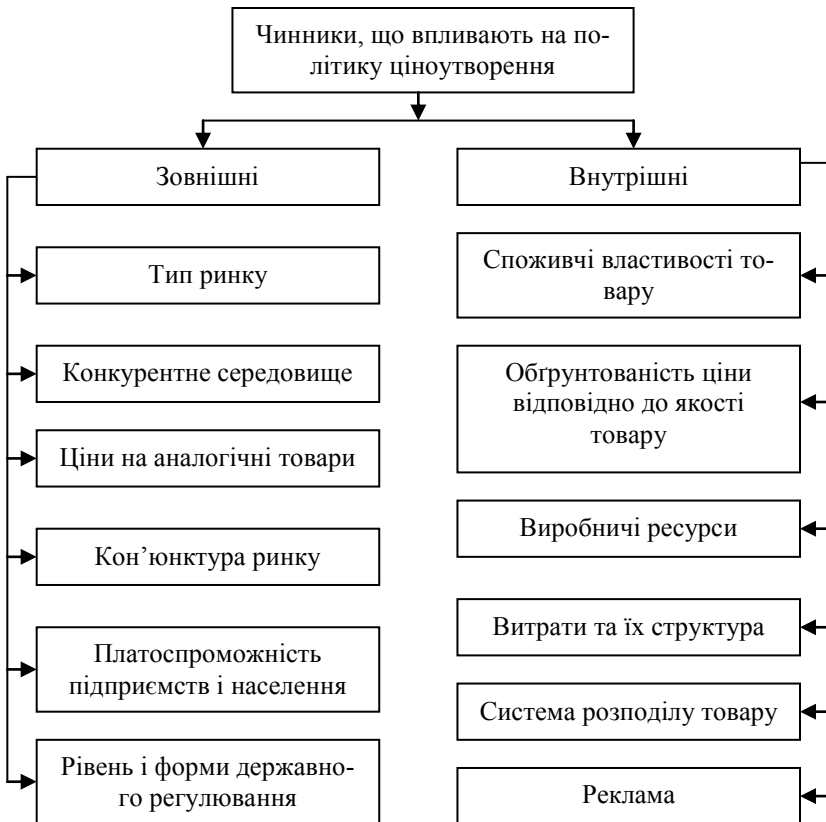 Чинники, що впливають на по-
літику ціноутворення
Зовнішні
Внутрішні
Тип ринку
Споживчі властивості то-
вару
Конкурентне середовище
Обґрунтованість ціни
відповідно до якості
товару
Ціни на аналогічні товари
Виробничі ресурси
Кон’юнктура ринку
Витрати та їх структура
Платоспроможність
підприємств і населення
Система розподілу товару
Рівень і форми державно-
го регулювання
Реклама